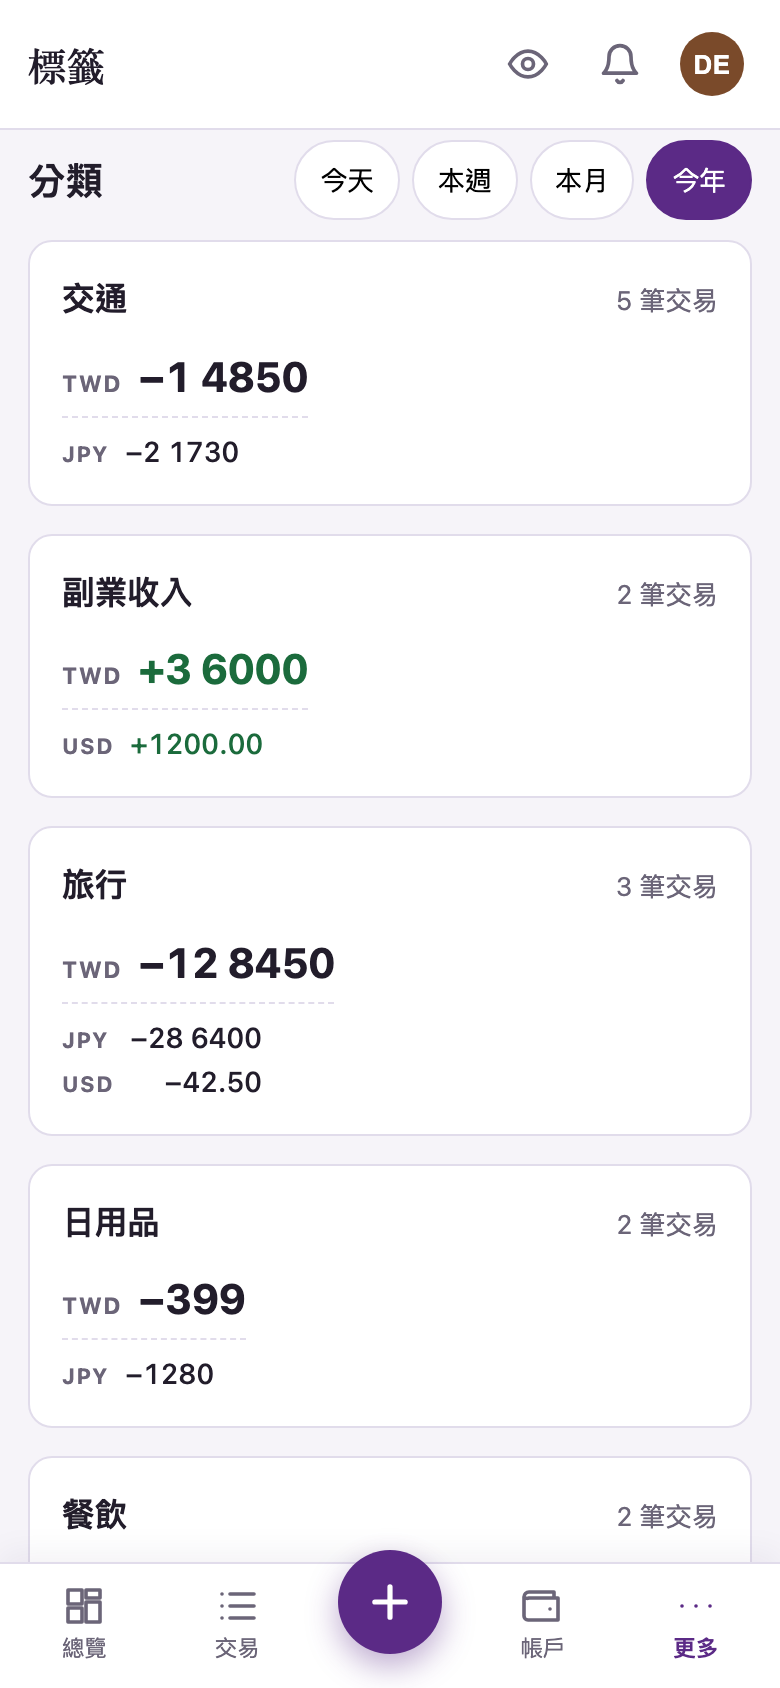 標籤
DE
分類
今天 本週 本月 今年
交通 5 筆交易
TWD −1 4850
JPY −2 1730
副業收入 2 筆交易
TWD +3 6000
USD +1200.00
旅行 3 筆交易
TWD −12 8450
JPY −28 6400
USD −42.50
日用品 2 筆交易
TWD −399
JPY −1280
餐飲 2 筆交易
總覽 交易 帳戶 更多